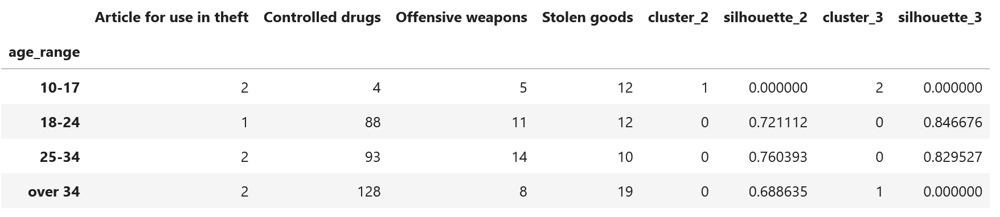 Article for use in theft Controlled drugs Offensive weapons Stolen goods cluster_2 silhouette_2 cluster_3 silhouette_3
age_range
10-17 2 4 5 12 1 0.000000 2 0.000000
18-24 1 88 11 12 0 0.721112 0 0.846676
25-34 2 93 14 10 0 0.760393 0 0.829527
over 34 2 128 8 19 0 0.688635 1 0.000000